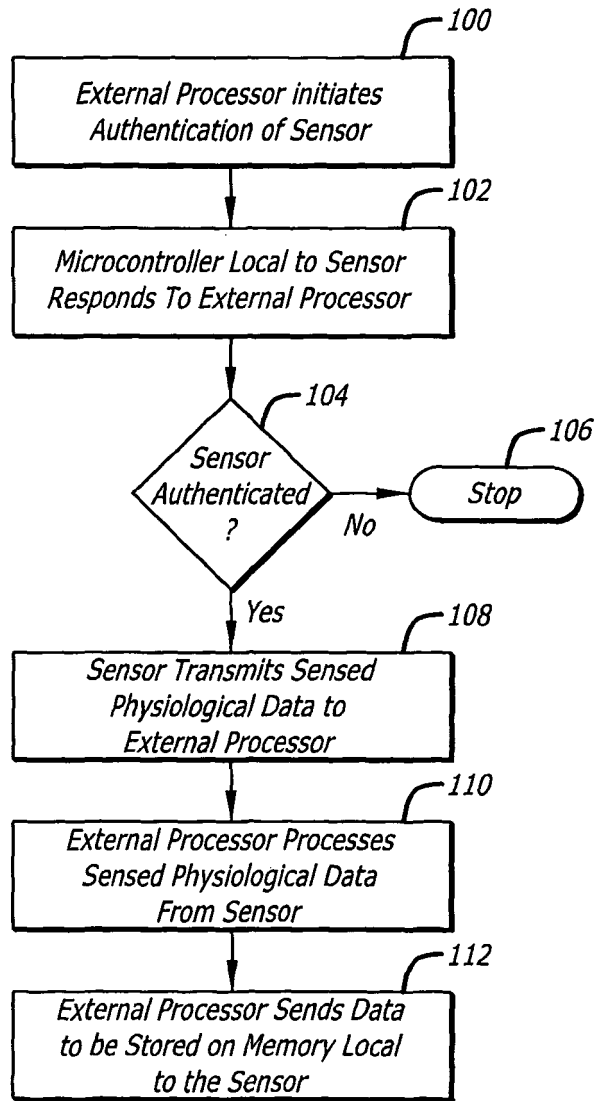 100
External Processor initiates
Authentication of Sensor
102
Microcontroller Local to Sensor
Responds To External Processor
104
Sensor
Authenticated
?
106
Stop
No
Yes
108
Sensor Transmits Sensed
Physiological Data to
External Processor
110
External Processor Processes
Sensed Physiological Data
From Sensor
112
External Processor Sends Data
to be Stored on Memory Local
to the Sensor